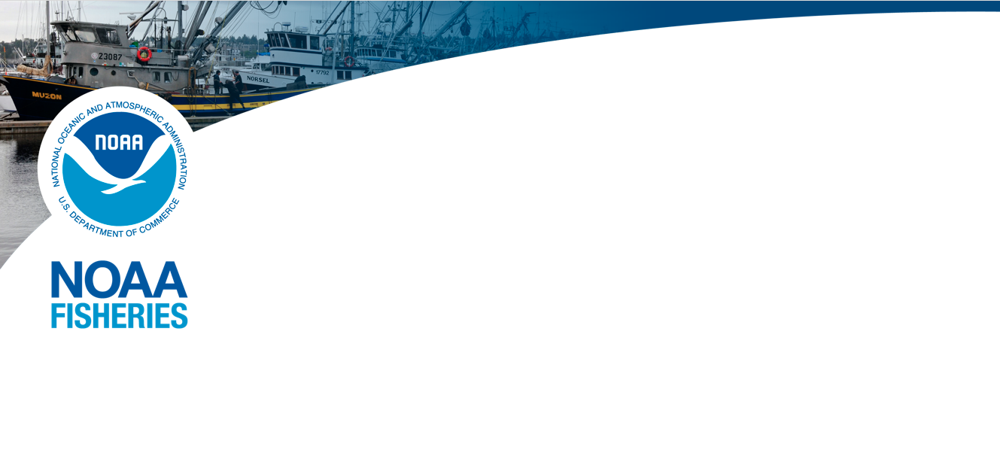 23087
NORSEL
17792
MUZON
NATIONAL OCEANIC AND ATMOSPHERIC ADMINISTRATION
NOAA
U.S. DEPARTMENT OF COMMERCE
NOAA
FISHERIES